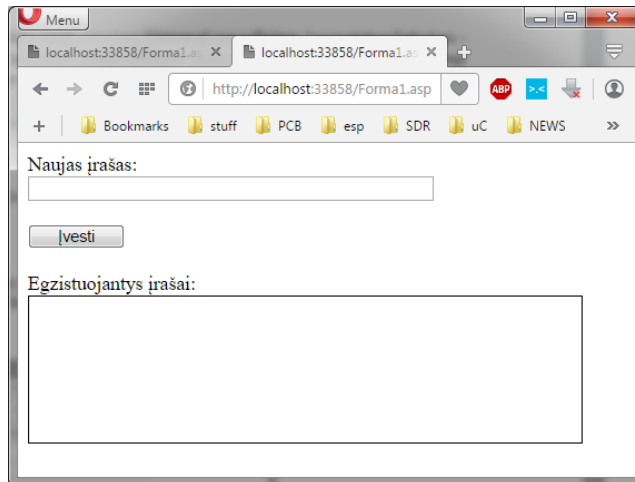 Menu
localhost:33858/Forma1.as localhost:33858/Forma1.as
http://localhost:33858/Forma1.asp ABP >.<
Bookmarks stuff PCB esp SDR uC NEWS >>
Naujas įrašas:
Įvesti
Egzistuojantys įrašai: